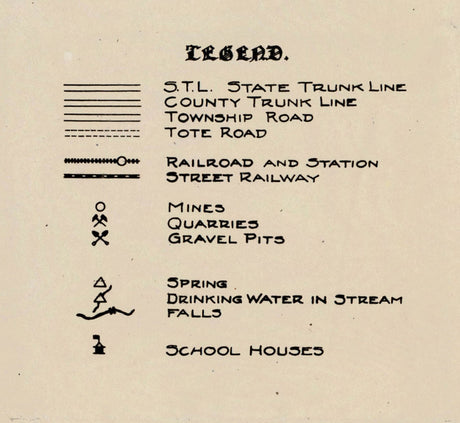 LEGEND.
S.T.L. STATE TRUNK LINE
COUNTY TRUNK LINE
TOWNSHIP ROAD
TOTE ROAD
RAILROAD AND STATION
STREET RAILWAY
MINES
QUARRIES
GRAVEL PITS
SPRING
DRINKING WATER IN STREAM
FALLS
SCHOOL HOUSES